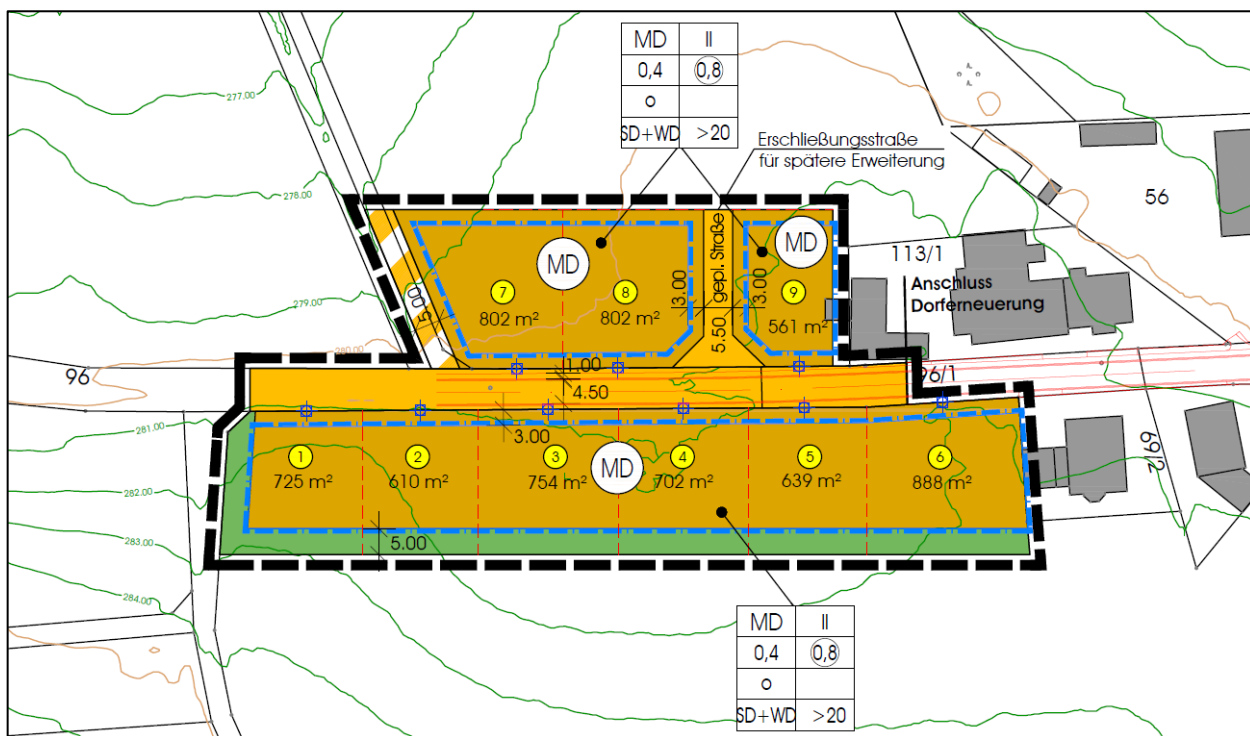 MD II
0,4 0,8
o
SD+WD >20
Erschließungsstraße
für spätere Erweiterung
277.00
278.00
279.00
280.00
281.00
282.00
283.00
284.00
56
113/1
Anschluss
Dorferneuerung
96
96/1
69/2
MD
MD
7
802 m²
8
802 m²
9
561 m²
5.00
3.00
5.50 gepl. Straße
3.00
1.00
4.50
3.00
1
725 m²
2
610 m²
3
754 m²
MD
4
702 m²
5
639 m²
6
888 m²
5.00
MD II
0,4 0,8
o
SD+WD >20